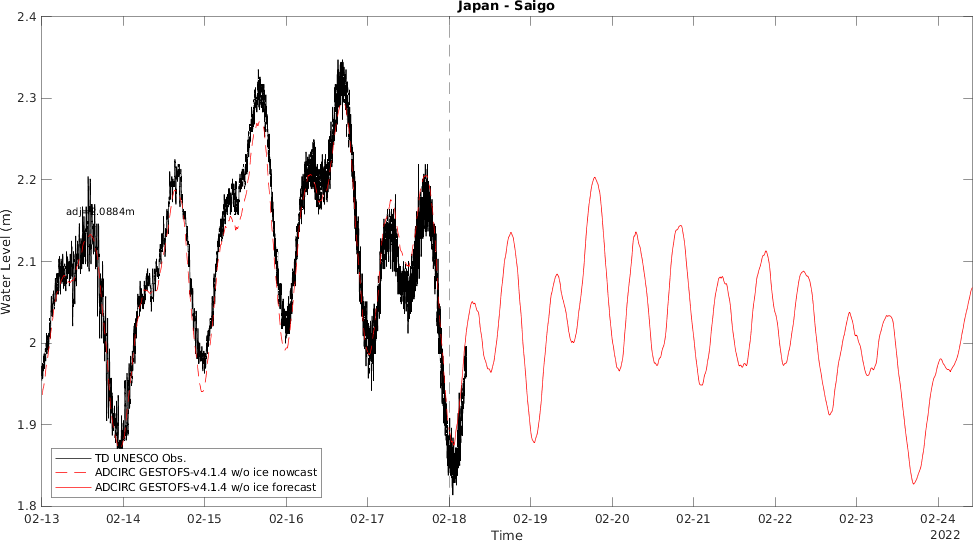 Japan - Saigo
2.4
2.3
2.2
2.1
2
1.9
1.8
Water Level (m)
TD UNESCO Obs.
ADCIRC GESTOFS-v4.1.4 w/o ice nowcast
ADCIRC GESTOFS-v4.1.4 w/o ice forecast
02-13 02-14 02-15 02-16 02-17 02-18 02-19 02-20 02-21 02-22 02-23 02-24
Time
2022